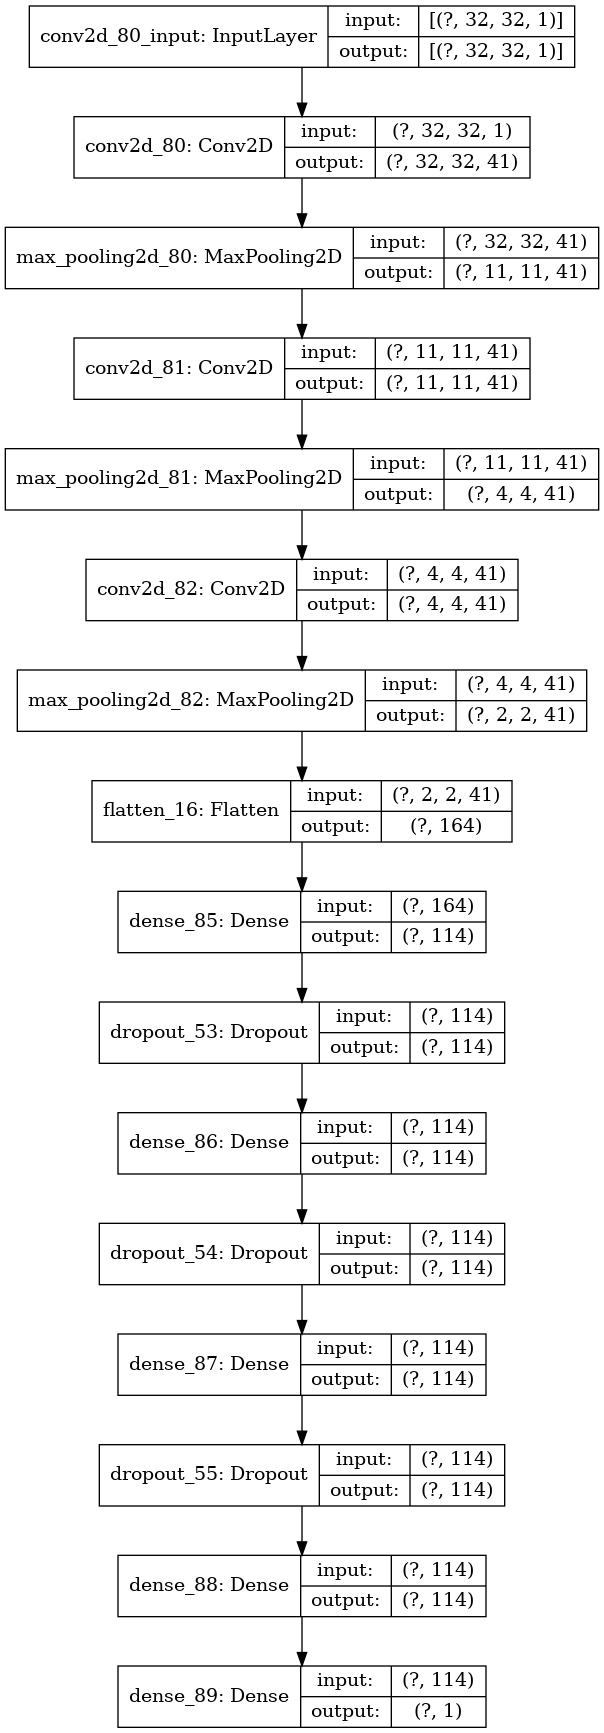 conv2d_80_input: InputLayer
input: [(?, 32, 32, 1)]
output: [(?, 32, 32, 1)]
conv2d_80: Conv2D
input: (?, 32, 32, 1)
output: (?, 32, 32, 41)
max_pooling2d_80: MaxPooling2D
input: (?, 32, 32, 41)
output: (?, 11, 11, 41)
conv2d_81: Conv2D
input: (?, 11, 11, 41)
output: (?, 11, 11, 41)
max_pooling2d_81: MaxPooling2D
input: (?, 11, 11, 41)
output: (?, 4, 4, 41)
conv2d_82: Conv2D
input: (?, 4, 4, 41)
output: (?, 4, 4, 41)
max_pooling2d_82: MaxPooling2D
input: (?, 4, 4, 41)
output: (?, 2, 2, 41)
flatten_16: Flatten
input: (?, 2, 2, 41)
output: (?, 164)
dense_85: Dense
input: (?, 164)
output: (?, 114)
dropout_53: Dropout
input: (?, 114)
output: (?, 114)
dense_86: Dense
input: (?, 114)
output: (?, 114)
dropout_54: Dropout
input: (?, 114)
output: (?, 114)
dense_87: Dense
input: (?, 114)
output: (?, 114)
dropout_55: Dropout
input: (?, 114)
output: (?, 114)
dense_88: Dense
input: (?, 114)
output: (?, 114)
dense_89: Dense
input: (?, 114)
output: (?, 1)